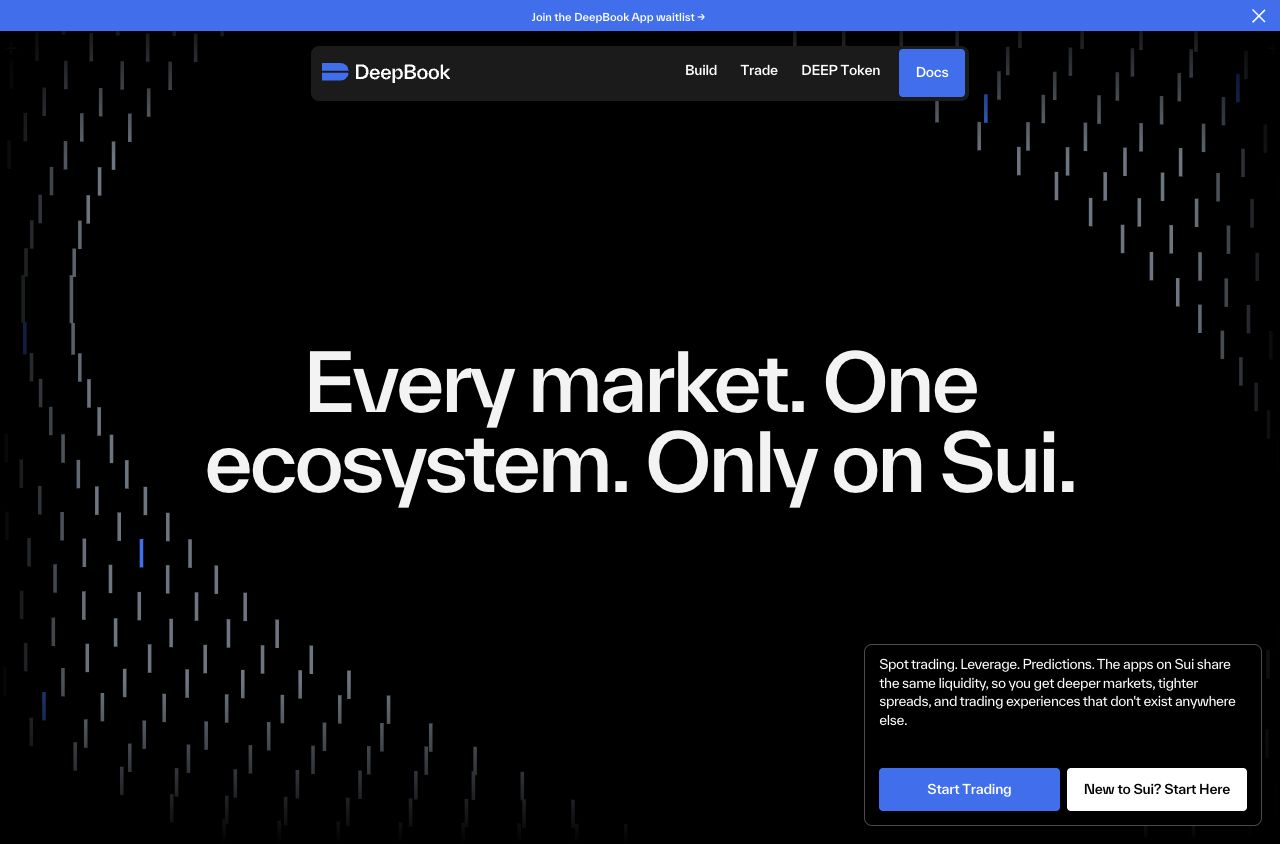 Join the DeepBook App waitlist →
DeepBook
Build
Trade
DEEP Token
Docs
Every market. One
ecosystem. Only on Sui.
Spot trading. Leverage. Predictions. The apps on Sui share
the same liquidity, so you get deeper markets, tighter
spreads, and trading experiences that don't exist anywhere
else.
Start Trading
New to Sui? Start Here